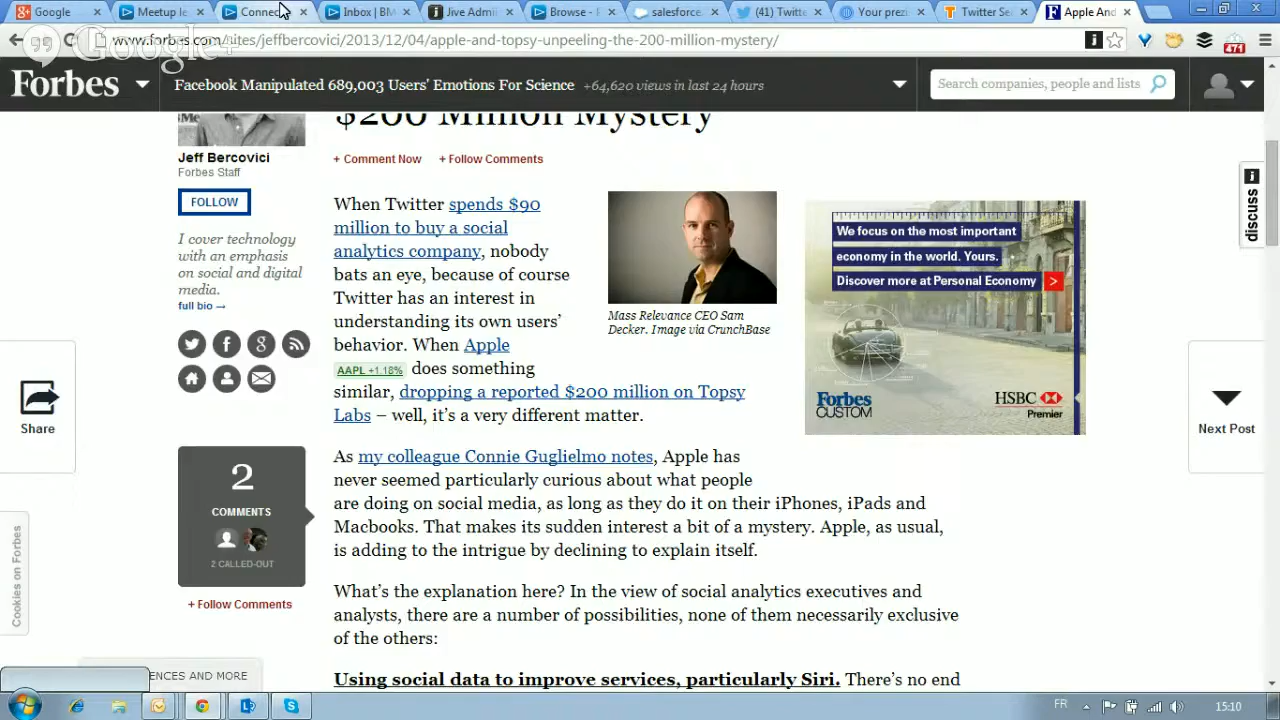 Google
Meetup le
Connec
Inbox | BM
Jive Admi
Browse - F
salesforce.
(41) Twitte
Your prezi
Twitter Se
Apple And
www.forbes.com/sites/jeffbercovici/2013/12/04/apple-and-topsy-unpeeling-the-200-million-mystery/
471
Google+
Forbes
Facebook Manipulated 689,003 Users' Emotions For Science +64,620 views in last 24 hours
Search companies, people and lists
$200 Million Mystery
+ Comment Now + Follow Comments
Jeff Bercovici
Forbes Staff
FOLLOW
I cover technology
with an emphasis
on social and digital
media.
full bio →
When Twitter spends $90
million to buy a social
analytics company, nobody
bats an eye, because of course
Twitter has an interest in
understanding its own users’
behavior. When Apple
AAPL +1.18% does something
similar, dropping a reported $200 million on Topsy
Labs – well, it’s a very different matter.
Mass Relevance CEO Sam
Decker. Image via CrunchBase
We focus on the most important
economy in the world. Yours.
Discover more at Personal Economy >
Forbes
CUSTOM
HSBC
Premier
discuss
Share
Next Post
2
COMMENTS
2 CALLED-OUT
+ Follow Comments
Cookies on Forbes
As my colleague Connie Guglielmo notes, Apple has
never seemed particularly curious about what people
are doing on social media, as long as they do it on their iPhones, iPads and
Macbooks. That makes its sudden interest a bit of a mystery. Apple, as usual,
is adding to the intrigue by declining to explain itself.
What’s the explanation here? In the view of social analytics executives and
analysts, there are a number of possibilities, none of them necessarily exclusive
of the others:
ENCES AND MORE
Using social data to improve services, particularly Siri. There’s no end
FR
15:10